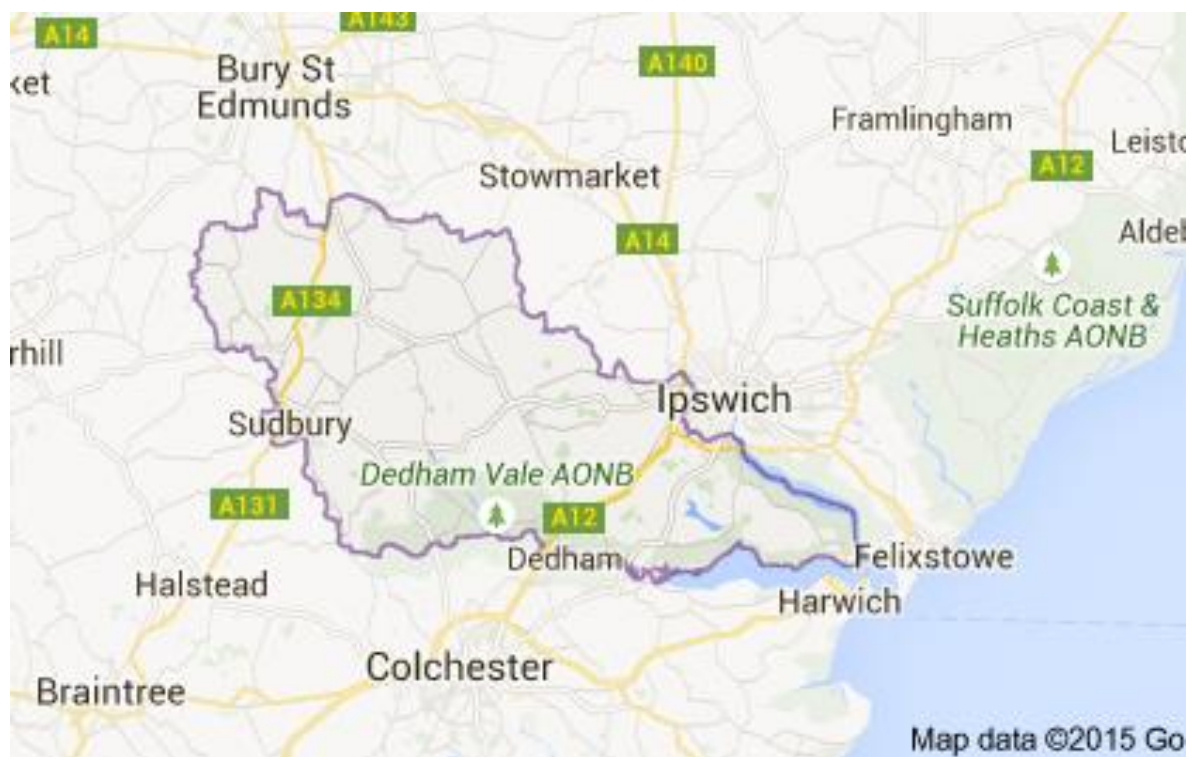 A143
A14
Bury St
Edmunds
A140
ket
Framlingham
Leisto
A12
Stowmarket
A14
Aldeb
A134
Suffolk Coast &
Heaths AONB
rhill
Ipswich
Sudbury
Dedham Vale AONB
A131
A12
Dedham
Felixstowe
Halstead
Harwich
Colchester
Braintree
Map data ©2015 Go